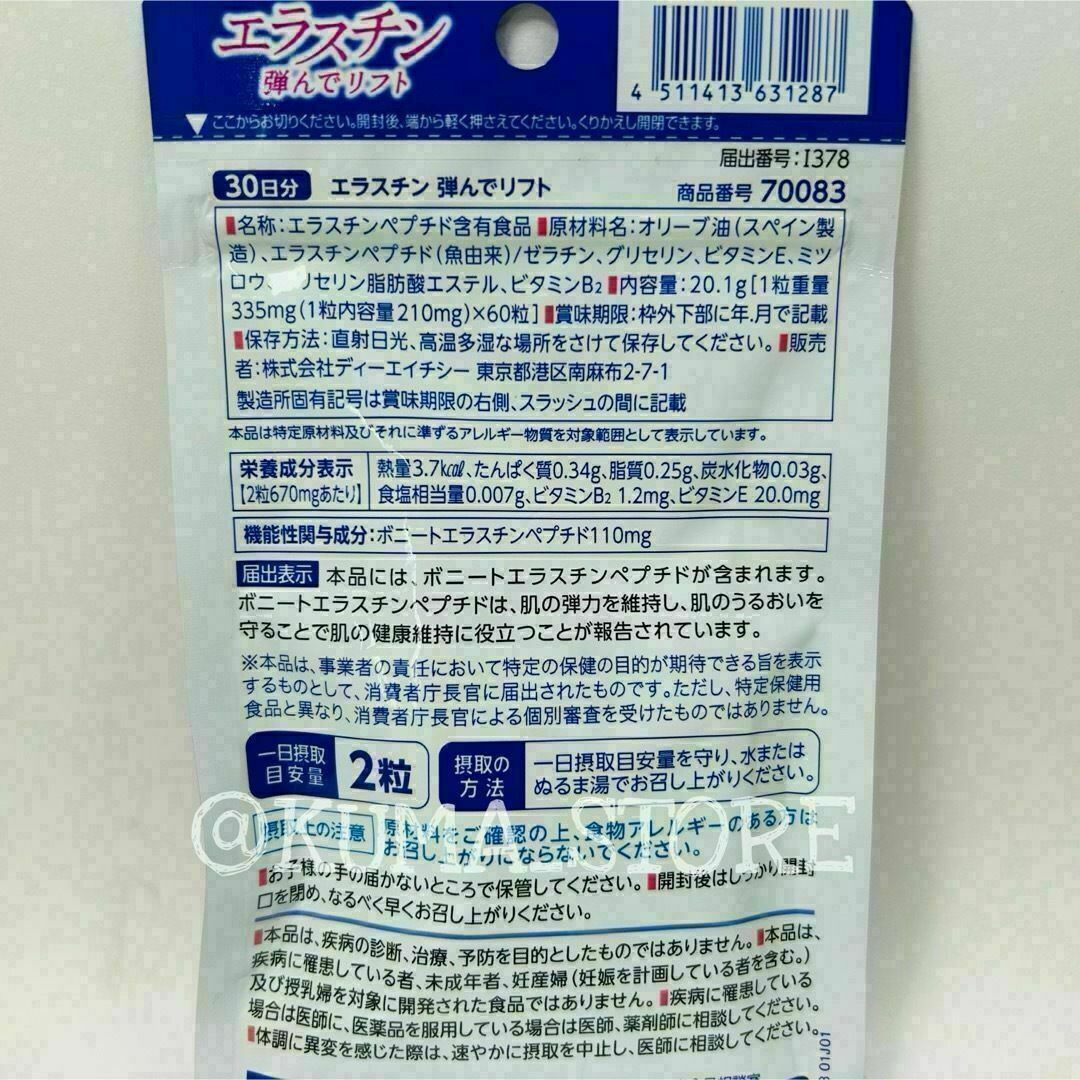 エラスチン
弾んでリフト
4 511413 631287
▼ここからお切りください。開封後、端から軽く押さえてください。くりかえし開閉できます。
届出番号:I378
30日分 エラスチン 弾んでリフト 商品番号 70083
名称:エラスチンペプチド含有食品 原材料名:オリーブ油(スペイン製
造)、エラスチンペプチド(魚由来)/ゼラチン、グリセリン、ビタミンE、ミツ
ロウ、リセリン脂肪酸エステル、ビタミンB2 内容量:20.1g[1粒重量
335mg(1粒内容量210mg)×60粒] 賞味期限:枠外下部に年.月で記載
保存方法:直射日光、高温多湿な場所をさけて保存してください。 販売
者:株式会社ディーエイチシー 東京都港区南麻布2-7-1
製造所固有記号は賞味期限の右側、スラッシュの間に記載
本品は特定原材料及びそれに準ずるアレルギー物質を対象範囲として表示しています。
栄養成分表示 熱量3.7kcal、たんぱく質0.34g、脂質0.25g、炭水化物0.03g、
【2粒670mgあたり】 食塩相当量0.007g、ビタミンB2 1.2mg、ビタミンE 20.0mg
機能性関与成分:ボニートエラスチンペプチド110mg
届出表示 本品には、ボニートエラスチンペプチドが含まれます。
ボニートエラスチンペプチドは、肌の弾力を維持し、肌のうるおいを
守ることで肌の健康維持に役立つことが報告されています。
※本品は、事業者の責任において特定の保健の目的が期待できる旨を表示
するものとして、消費者庁長官に届出されたものです。ただし、特定保健用
食品と異なり、消費者庁長官による個別審査を受けたものではありません。
一日摂取目安量 2粒
摂取の方法 一日摂取目安量を守り、水または
ぬるま湯でお召し上がりください。
@KUMA.STORE
摂取上の注意 原材料をご確認の上、食物アレルギーのある方は
お召し上がりにならないでください。
お子様の手の届かないところで保管してください。 開封後はしっかり開封
口を閉め、なるべく早くお召し上がりください。
本品は、疾病の診断、治療、予防を目的としたものではありません。 本品は、
疾病に罹患している者、未成年者、妊産婦(妊娠を計画している者を含む。)
及び授乳婦を対象に開発された食品ではありません。 疾病に罹患している
場合は医師に、医薬品を服用している場合は医師、薬剤師に相談してください。
体調に異変を感じた際は、速やかに摂取を中止し、医師に相談してください。
01J01